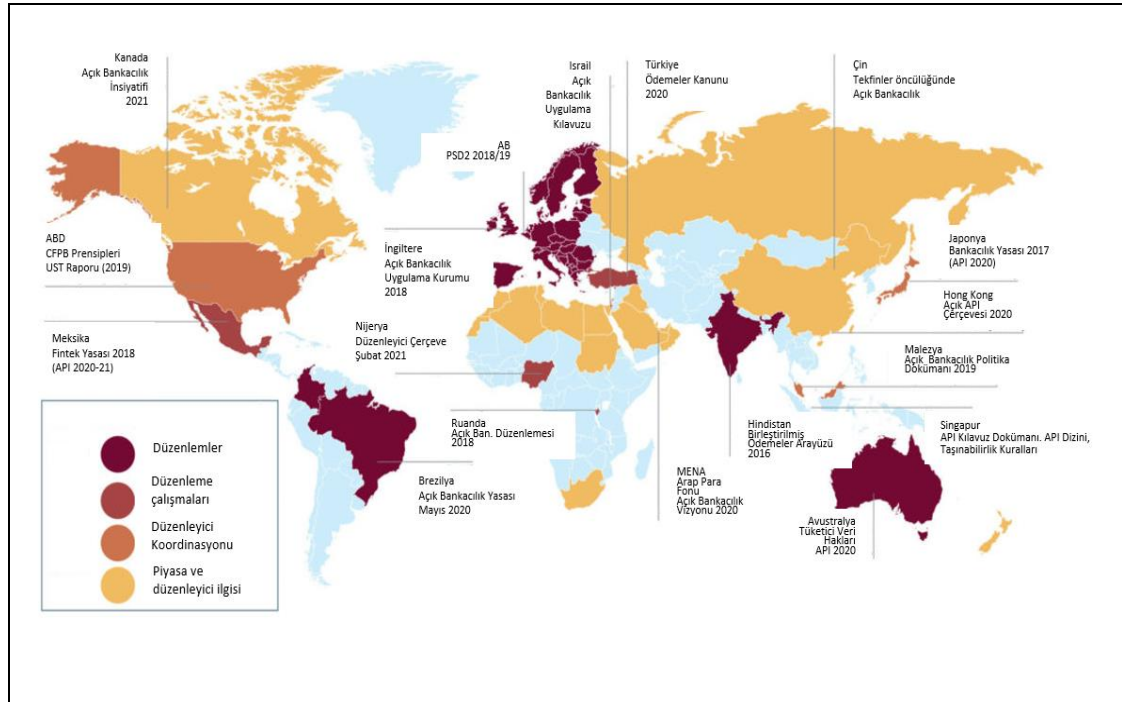 Kanada
Açık Bankacılık
İnsiyatifi
2021
Israil
Açık
Bankacılık
Uygulama
Kılavuzu
Türkiye
Ödemeler Kanunu
2020
Çin
Tekfinler öncülüğünde
Açık Bankacılık
AB
PSD2 2018/19
ABD
CFPB Prensipleri
UST Raporu (2019)
İngiltere
Açık Bankacılık
Uygulama Kurumu
2018
Japonya
Bankacılık Yasası 2017
(API 2020)
Hong Kong
Açık API
Çerçevesi 2020
Meksika
Fintek Yasası 2018
(API 2020-21)
Nijerya
Düzenleyici Çerçeve
Şubat 2021
Malezya
Açık Bankacılık Politika
Dokümanı 2019
Ruanda
Açık Ban. Düzenlemesi
2018
Hindistan
Birleştirilmiş
Ödemeler Arayüzü
2016
Singapur
API Kılavuz Dokümanı. API Dizini,
Taşınabilirlik Kuralları
Brezilya
Açık Bankacılık Yasası
Mayıs 2020
MENA
Arap Para
Fonu
Açık Bankacılık
Vizyonu 2020
Avustralya
Tüketici Veri
Hakları
API 2020
Düzenlemler
Düzenleme
çalışmaları
Düzenleyici
Koordinasyonu
Piyasa ve
düzenleyici ilgisi